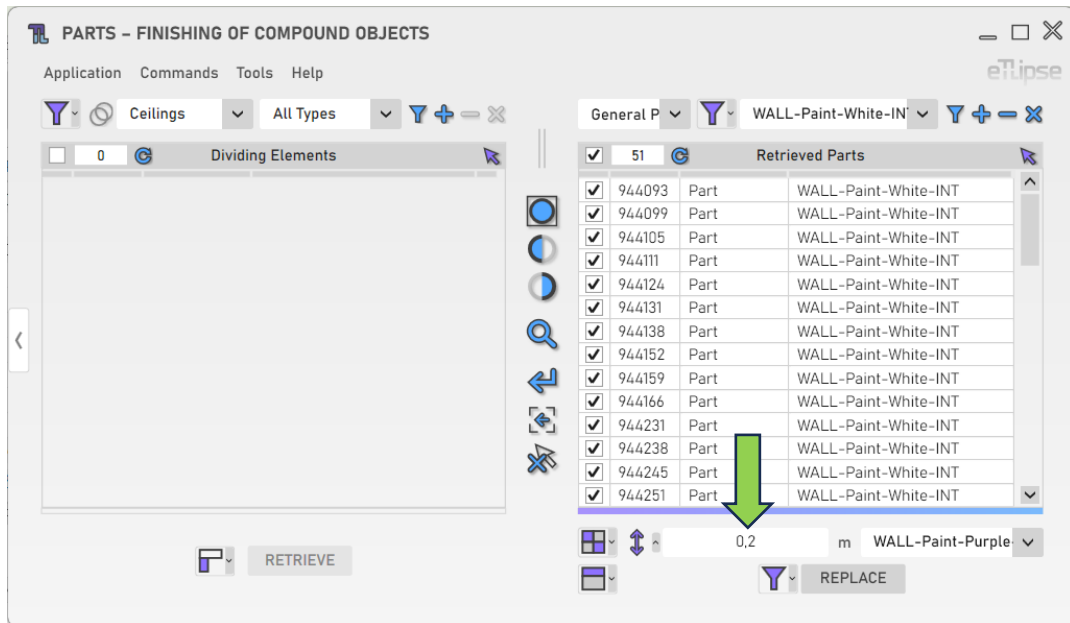 PARTS – FINISHING OF COMPOUND OBJECTS
Application Commands Tools Help
eTLipse
Ceilings All Types
General P WALL-Paint-White-IN
0 Dividing Elements
51 Retrieved Parts
944093 Part WALL-Paint-White-INT
944099 Part WALL-Paint-White-INT
944105 Part WALL-Paint-White-INT
944111 Part WALL-Paint-White-INT
944124 Part WALL-Paint-White-INT
944131 Part WALL-Paint-White-INT
944138 Part WALL-Paint-White-INT
944152 Part WALL-Paint-White-INT
944159 Part WALL-Paint-White-INT
944166 Part WALL-Paint-White-INT
944231 Part WALL-Paint-White-INT
944238 Part WALL-Paint-White-INT
944245 Part WALL-Paint-White-INT
944251 Part WALL-Paint-White-INT
0,2 m WALL-Paint-Purple-
RETRIEVE
REPLACE